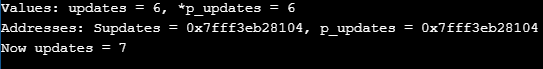 Values: updates = 6, *p_updates = 6
Addresses: Supdates = 0x7fff3eb28104, p_updates = 0x7fff3eb28104
Now updates = 7